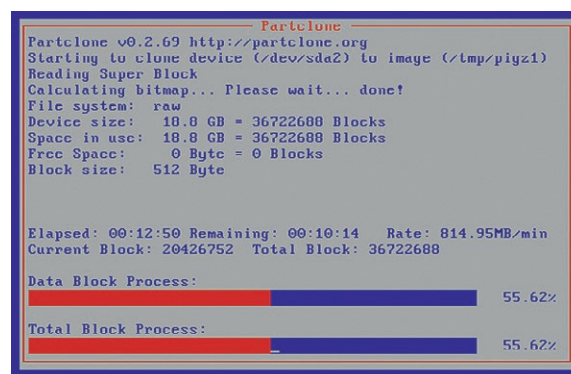 Partclone
Partclone v0.2.69 http://partclone.org
Starting to clone device (/dev/sda2) to image (/tmp/piyz1)
Reading Super Block
Calculating bitmap... Please wait... done!
File system:  raw
Device size:   18.8 GB = 36722688 Blocks
Space in use:  18.8 GB = 36722688 Blocks
Free Space:      0 Byte = 0 Blocks
Block size:   512 Byte
Elapsed: 00:12:50 Remaining: 00:10:14   Rate: 814.95MB/min
Current Block: 20426752  Total Block: 36722688
Data Block Process:
55.62%
Total Block Process:
55.62%